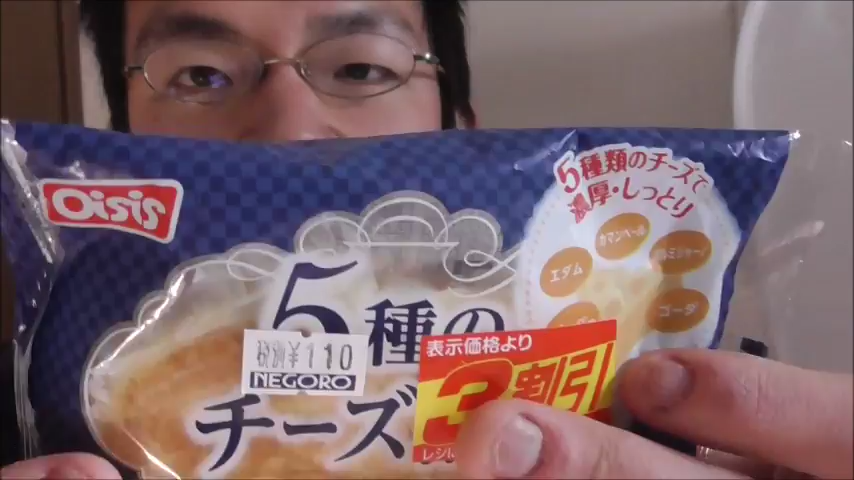 Oisis
5種類のチーズで
濃厚・しっとり
カマンベール
エダム
ゴーダ
5種の
チーズ
税別¥110
NEGORO
表示価格より
3割引